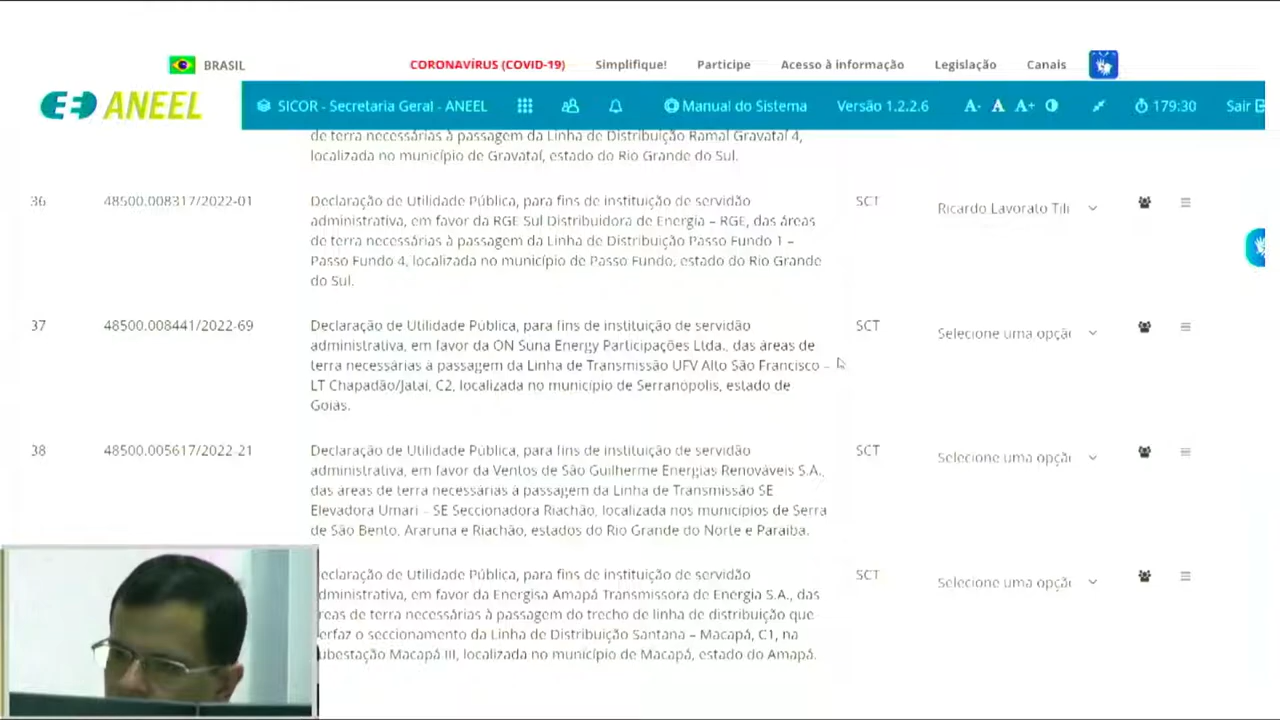 BRASIL
CORONAVÍRUS (COVID-19)
Simplifique!
Participe
Acesso à informação
Legislação
Canais
ANEEL
SICOR - Secretaria Geral - ANEEL
Manual do Sistema
Versão 1.2.2.6
A-
A
A+
179:30
Sair
de terra necessárias à passagem da Linha de Distribuição Ramal Gravataí 4,
localizada no município de Gravataí, estado do Rio Grande do Sul.
36
48500.008317/2022-01
Declaração de Utilidade Pública, para fins de instituição de servidão
administrativa, em favor da RGE Sul Distribuidora de Energia – RGE, das áreas
de terra necessárias à passagem da Linha de Distribuição Passo Fundo 1 –
Passo Fundo 4, localizada no município de Passo Fundo, estado do Rio Grande
do Sul.
SCT
Ricardo Lavorato Tili
37
48500.008441/2022-69
Declaração de Utilidade Pública, para fins de instituição de servidão
administrativa, em favor da ON Suna Energy Participações Ltda., das áreas de
terra necessárias à passagem da Linha de Transmissão UFV Alto São Francisco –
LT Chapadão/Jataí, C2, localizada no município de Serranópolis, estado de
Goiás.
SCT
Selecione uma opçã
38
48500.005617/2022-21
Declaração de Utilidade Pública, para fins de instituição de servidão
administrativa, em favor da Ventos de São Guilherme Energias Renováveis S.A.,
das áreas de terra necessárias à passagem da Linha de Transmissão SE
Elevadora Umari – SE Seccionadora Riachão, localizada nos municípios de Serra
de São Bento, Araruna e Riachão, estados do Rio Grande do Norte e Paraíba.
SCT
Selecione uma opçã
eclaração de Utilidade Pública, para fins de instituição de servidão
dministrativa, em favor da Energisa Amapá Transmissora de Energia S.A., das
reas de terra necessárias à passagem do trecho de linha de distribuição que
erfaz o seccionamento da Linha de Distribuição Santana – Macapá, C1, na
ubestação Macapá III, localizada no município de Macapá, estado do Amapá.
SCT
Selecione uma opçã